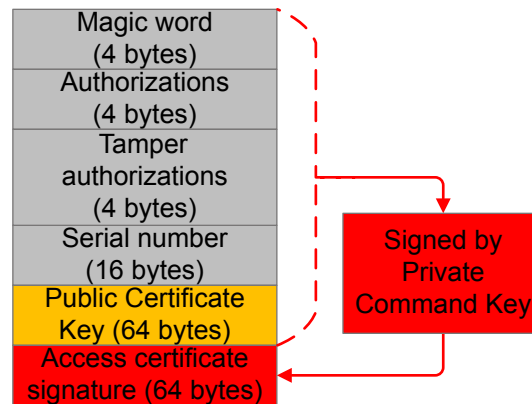 Magic word
(4 bytes)
Authorizations
(4 bytes)
Tamper
authorizations
(4 bytes)
Serial number
(16 bytes)
Public Certificate
Key (64 bytes)
Access certificate
signature (64 bytes)
Signed by
Private
Command Key